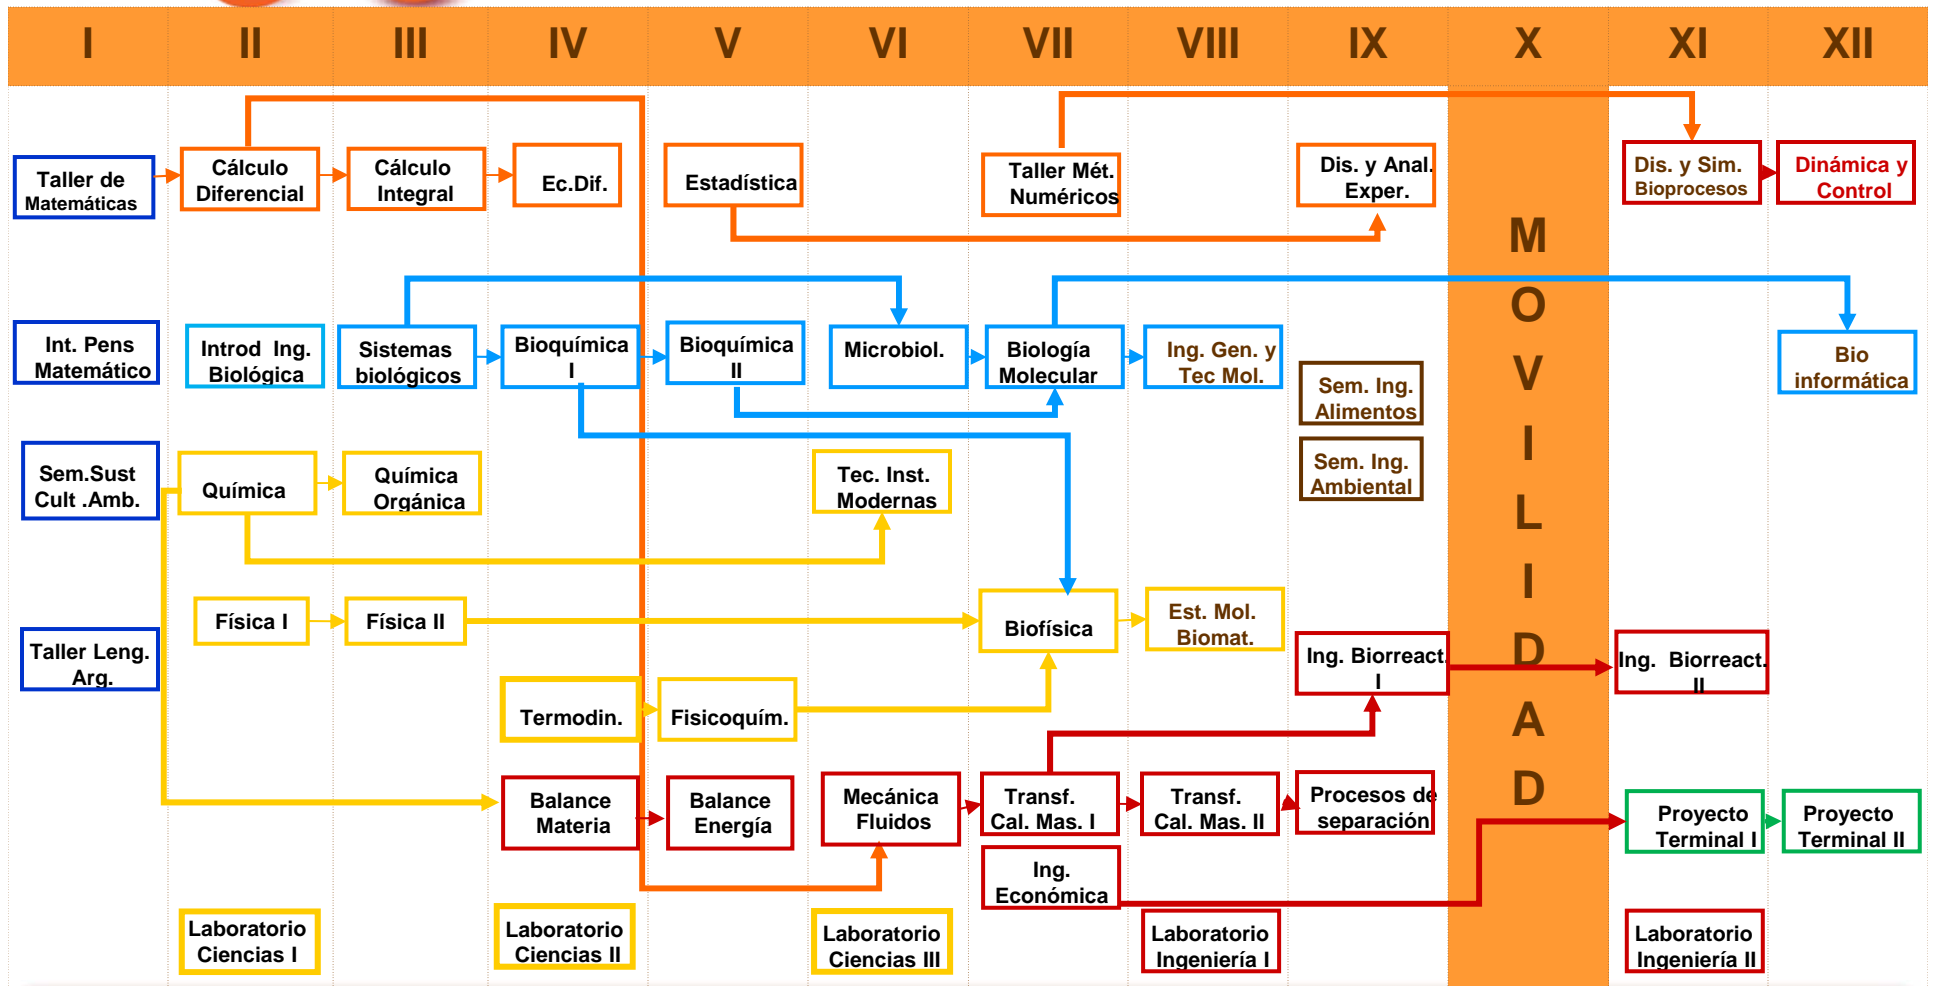 I II III IV V VI VII VIII IX X XI XII
Taller de
Matemáticas
Cálculo
Diferencial
Cálculo
Integral
Ec.Dif.
Estadística
Taller Mét.
Numéricos
Dis. y Anal.
Exper.
Dis. y Sim.
Bioprocesos
Dinámica y
Control
M
O
V
I
L
I
D
A
D
Int. Pens
Matemático
Introd Ing.
Biológica
Sistemas
biológicos
Bioquímica
I
Bioquímica
II
Microbiol.
Biología
Molecular
Ing. Gen. y
Tec Mol.
Sem. Ing.
Alimentos
Bio
informática
Sem.Sust
Cult .Amb.
Química
Química
Orgánica
Tec. Inst.
Modernas
Sem. Ing.
Ambiental
Taller Leng.
Arg.
Física I
Física II
Biofísica
Est. Mol.
Biomat.
Ing. Biorreact.
I
Ing. Biorreact.
II
Termodin.
Fisicoquím.
Balance
Materia
Balance
Energía
Mecánica
Fluidos
Transf.
Cal. Mas. I
Transf.
Cal. Mas. II
Procesos de
separación
Proyecto
Terminal I
Proyecto
Terminal II
Ing.
Económica
Laboratorio
Ciencias I
Laboratorio
Ciencias II
Laboratorio
Ciencias III
Laboratorio
Ingeniería I
Laboratorio
Ingeniería II